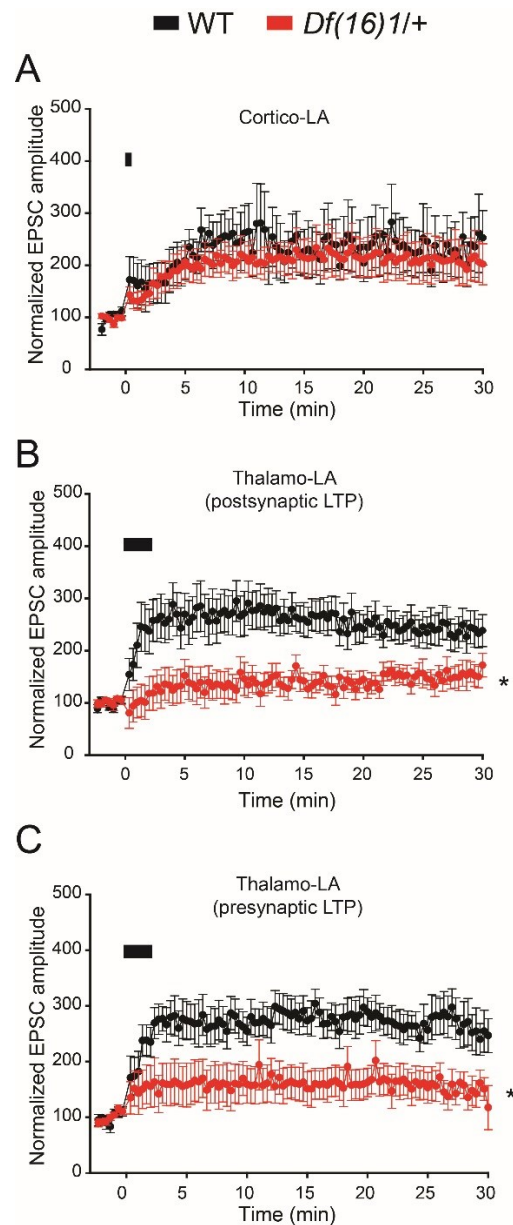 WT Df(16)1/+
A
Cortico-LA
Normalized EPSC amplitude
500
400
300
200
100
0
0 5 10 15 20 25 30
Time (min)
B
Thalamo-LA
(postsynaptic LTP)
Normalized EPSC amplitude
500
400
300
200
100
0
*
0 5 10 15 20 25 30
Time (min)
C
Thalamo-LA
(presynaptic LTP)
Normalized EPSC amplitude
500
400
300
200
100
0
*
0 5 10 15 20 25 30
Time (min)